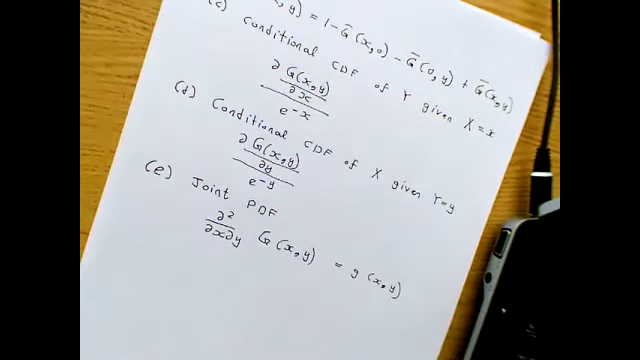 x, y) = 1 - G̅(x,0) - G̅(0,y) + G̅(x,y)
(c) Conditional CDF of Y given X=x
∂G(x,y)
∂x
e^-x
(d) Conditional CDF of X given Y=y
∂G(x,y)
∂y
e^-y
(e) Joint PDF
∂²
∂x∂y G(x,y) = g(x,y)